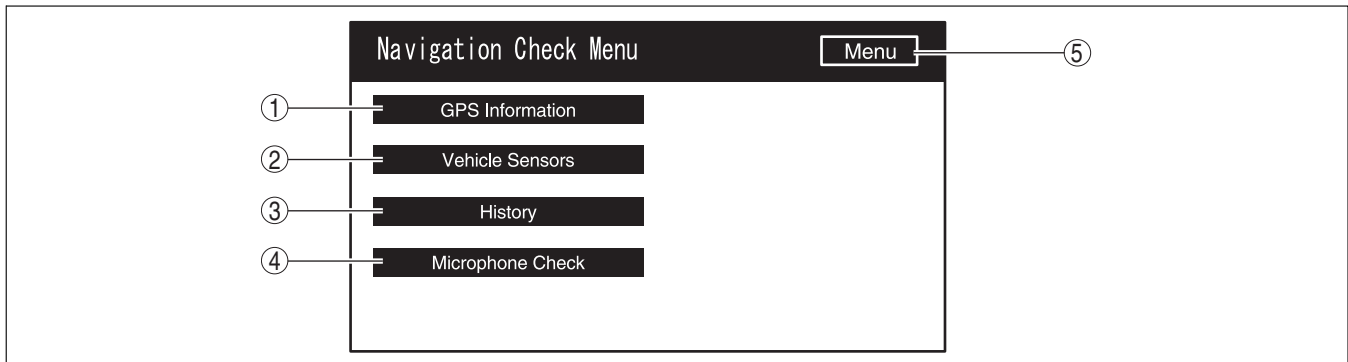 Navigation Check Menu Menu ⑤
① GPS Information
② Vehicle Sensors
③ History
④ Microphone Check